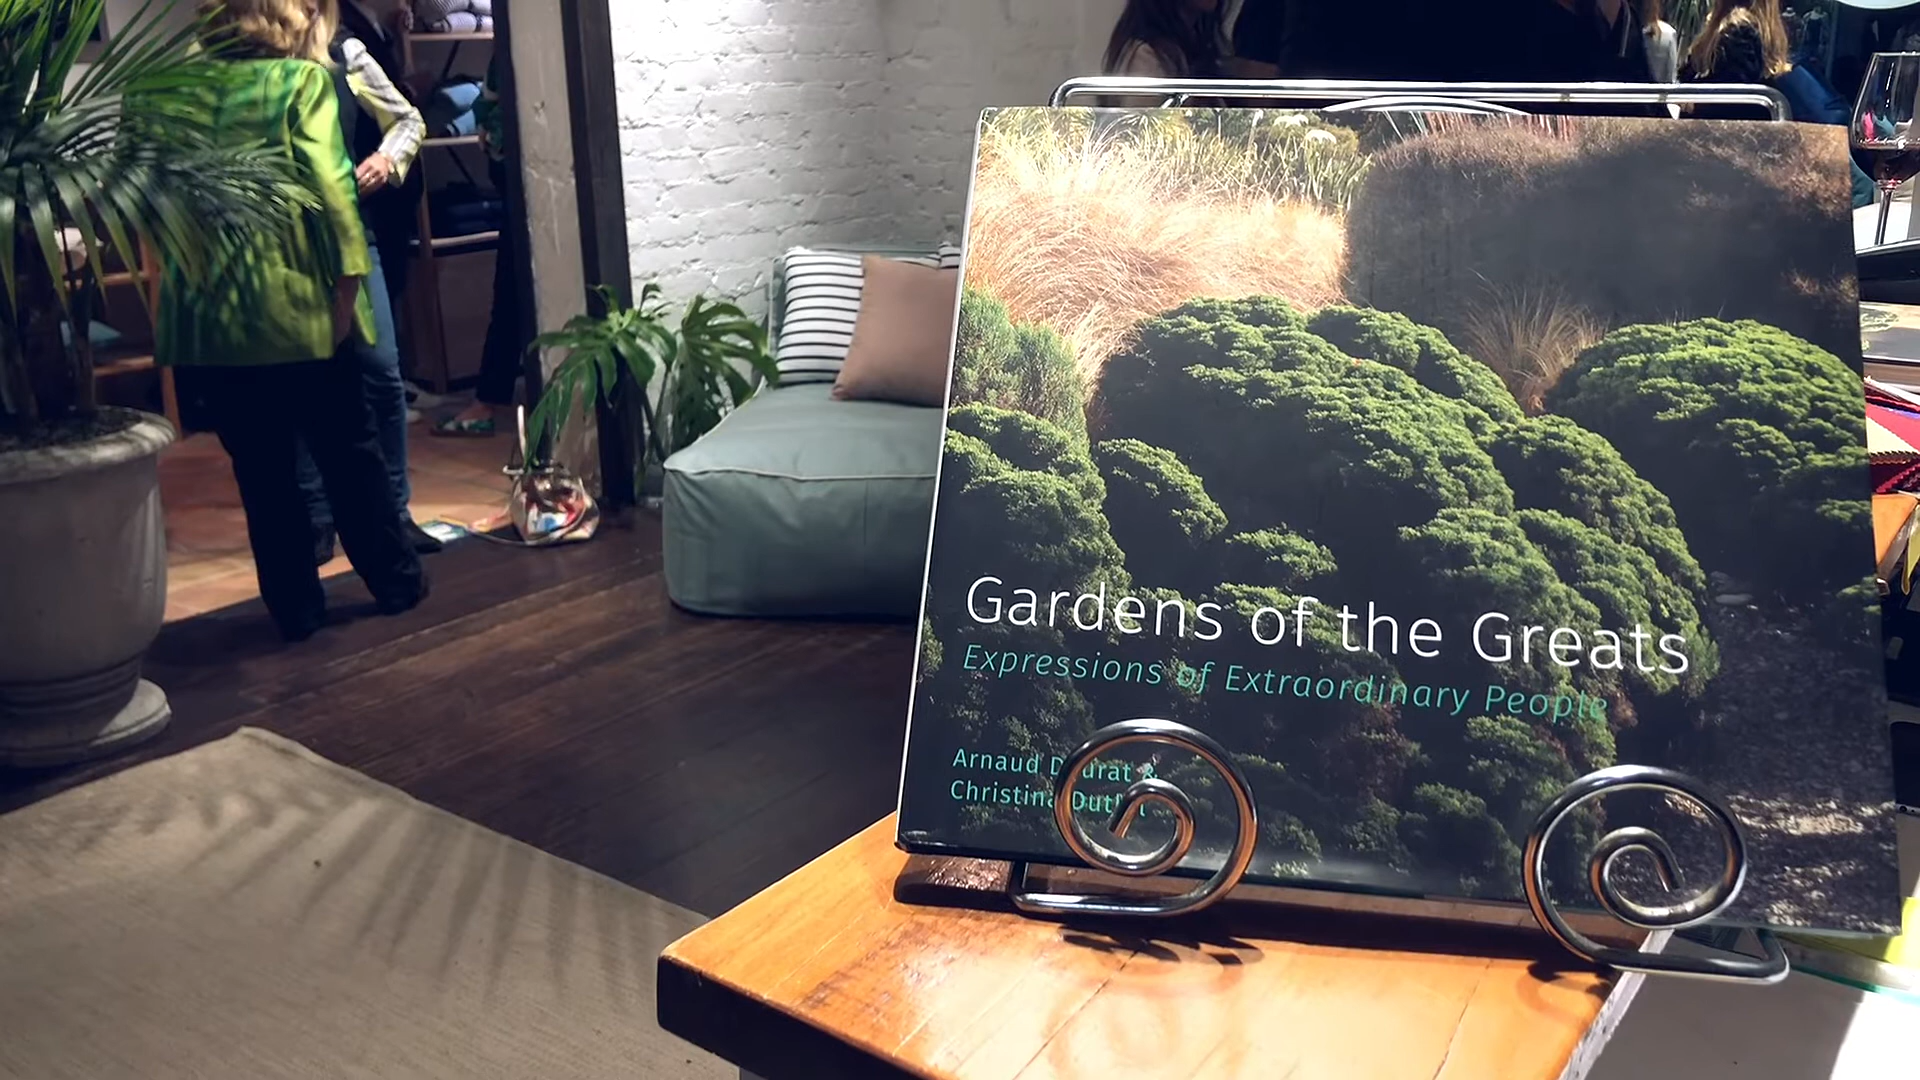 Gardens of the Greats
Expressions of Extraordinary People
Arnaud &
Christina